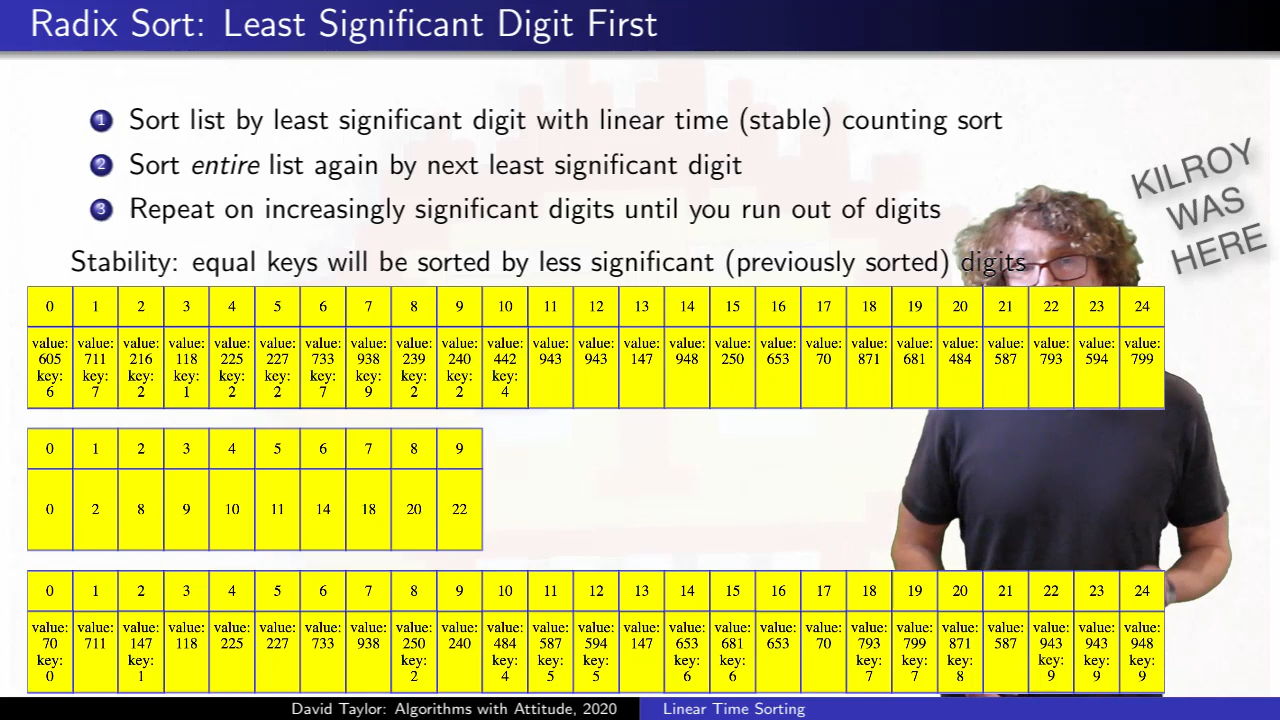 Radix Sort: Least Significant Digit First
1 Sort list by least significant digit with linear time (stable) counting sort
2 Sort entire list again by next least significant digit
3 Repeat on increasingly significant digits until you run out of digits
KILROY
WAS
HERE
Stability: equal keys will be sorted by less significant (previously sorted) digits
0 1 2 3 4 5 6 7 8 9 10 11 12 13 14 15 16 17 18 19 20 21 22 23 24
value: value: value: value: value: value: value: value: value: value: value: value: value: value: value: value: value: value: value: value: value: value: value: value: value:
605 711 216 118 225 227 733 938 239 240 442 943 943 147 948 250 653 70 871 681 484 587 793 594 799
key: key: key: key: key: key: key: key: key: key: key:
6 7 2 1 2 2 7 9 2 2 4
0 1 2 3 4 5 6 7 8 9
0 2 8 9 10 11 14 18 20 22
0 1 2 3 4 5 6 7 8 9 10 11 12 13 14 15 16 17 18 19 20 21 22 23 24
value: value: value: value: value: value: value: value: value: value: value: value: value: value: value: value: value: value: value: value: value: value: value: value: value:
70 711 147 118 225 227 733 938 250 240 484 587 594 147 653 681 653 70 793 799 871 587 943 943 948
key: key: key: key: key: key: key: key: key: key: key: key: key: key:
0 1 2 4 5 5 6 6 7 7 8 9 9 9
David Taylor: Algorithms with Attitude, 2020 Linear Time Sorting